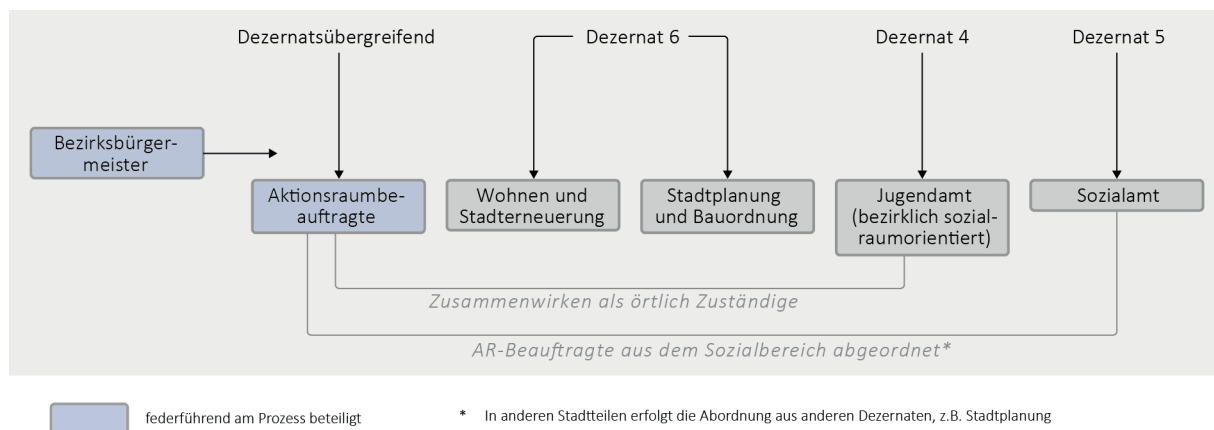 Dezernatsübergreifend
Dezernat 6
Dezernat 4
Dezernat 5
Bezirksbürger-
meister
Aktionsraumbe-
auftragte
Wohnen und
Stadterneuerung
Stadtplanung
und Bauordnung
Jugendamt
(bezirklich sozial-
raumorientiert)
Sozialamt
Zusammenwirken als örtlich Zuständige
AR-Beauftragte aus dem Sozialbereich abgeordnet*
federführend am Prozess beteiligt
* In anderen Stadtteilen erfolgt die Abordnung aus anderen Dezernaten, z.B. Stadtplanung